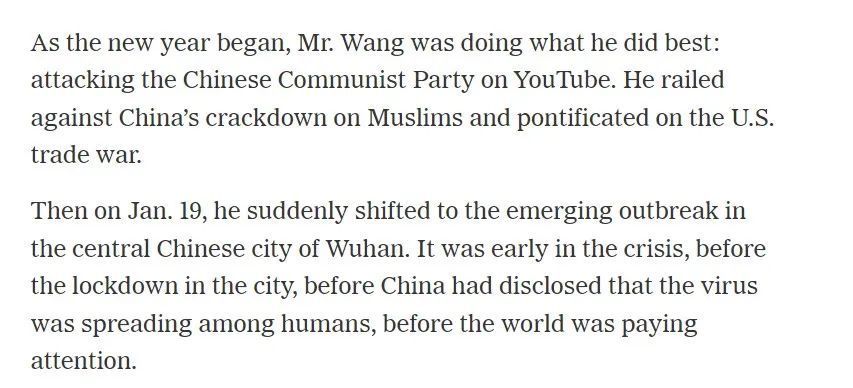 As the new year began, Mr. Wang was doing what he did best:
attacking the Chinese Communist Party on YouTube. He railed
against China’s crackdown on Muslims and pontificated on the U.S.
trade war.
Then on Jan. 19, he suddenly shifted to the emerging outbreak in
the central Chinese city of Wuhan. It was early in the crisis, before
the lockdown in the city, before China had disclosed that the virus
was spreading among humans, before the world was paying
attention.